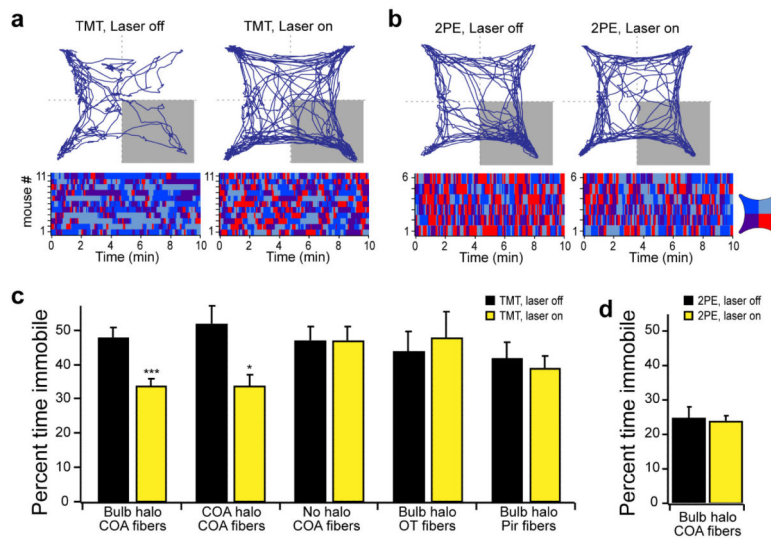 a
TMT, Laser off
TMT, Laser on
mouse #
11
1
0 2 4 6 8 10
Time (min)
0 2 4 6 8 10
Time (min)
b
2PE, Laser off
2PE, Laser on
6
1
0 2 4 6 8 10
Time (min)
6
1
0 2 4 6 8 10
Time (min)
c
Percent time immobile
50
40
30
20
10
0
TMT, laser off
TMT, laser on
***
*
Bulb halo
COA fibers
COA halo
COA fibers
No halo
COA fibers
Bulb halo
OT fibers
Bulb halo
Pir fibers
d
Percent time immobile
50
40
30
20
10
0
2PE, laser off
2PE, laser on
Bulb halo
COA fibers